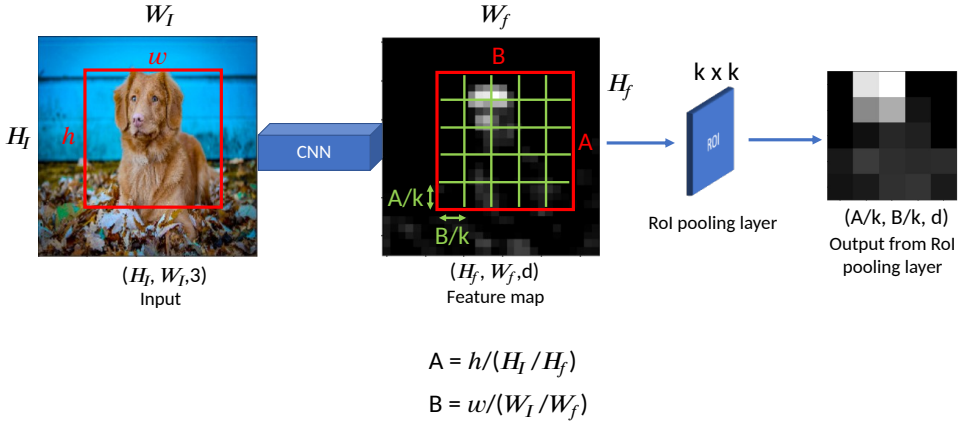 W_I
W_f
w
B
H_I
h
CNN
A
H_f
k x k
ROI
A/k
B/k
RoI pooling layer
(A/k, B/k, d)
Output from RoI
pooling layer
(H_I, W_I,3)
Input
(H_f, W_f,d)
Feature map
A = h/(H_I/H_f)
B = w/(W_I/W_f)